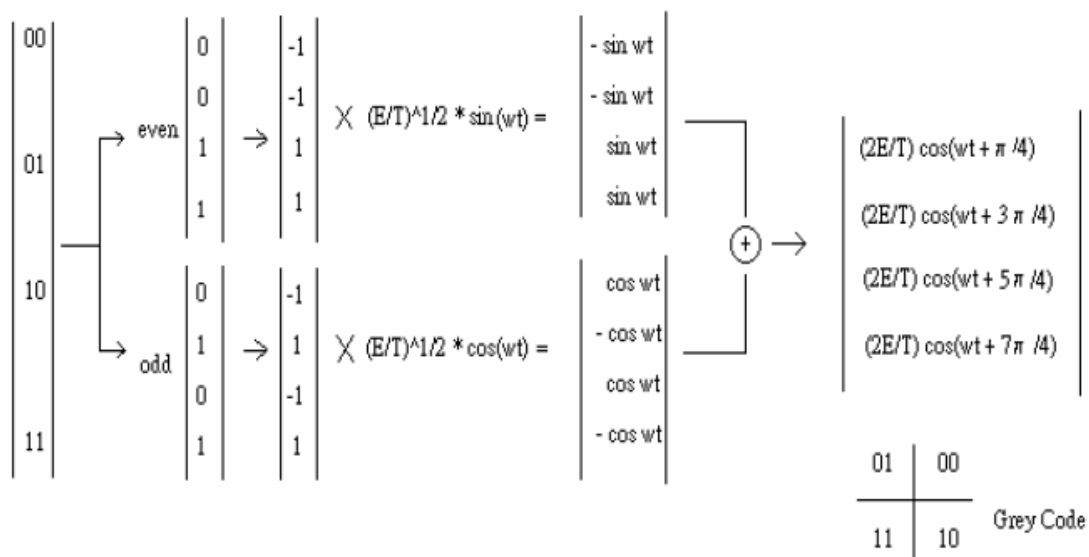 00
01
10
11
even
odd
0
0
1
1
0
1
0
1
-1
-1
1
1
-1
1
-1
1
X (E/T)^1/2 * sin(wt) =
X (E/T)^1/2 * cos(wt) =
- sin wt
- sin wt
sin wt
sin wt
cos wt
- cos wt
cos wt
- cos wt
+
(2E/T) cos(wt + π /4)
(2E/T) cos(wt + 3 π /4)
(2E/T) cos(wt + 5 π /4)
(2E/T) cos(wt + 7π /4)
01 00
11 10
Grey Code